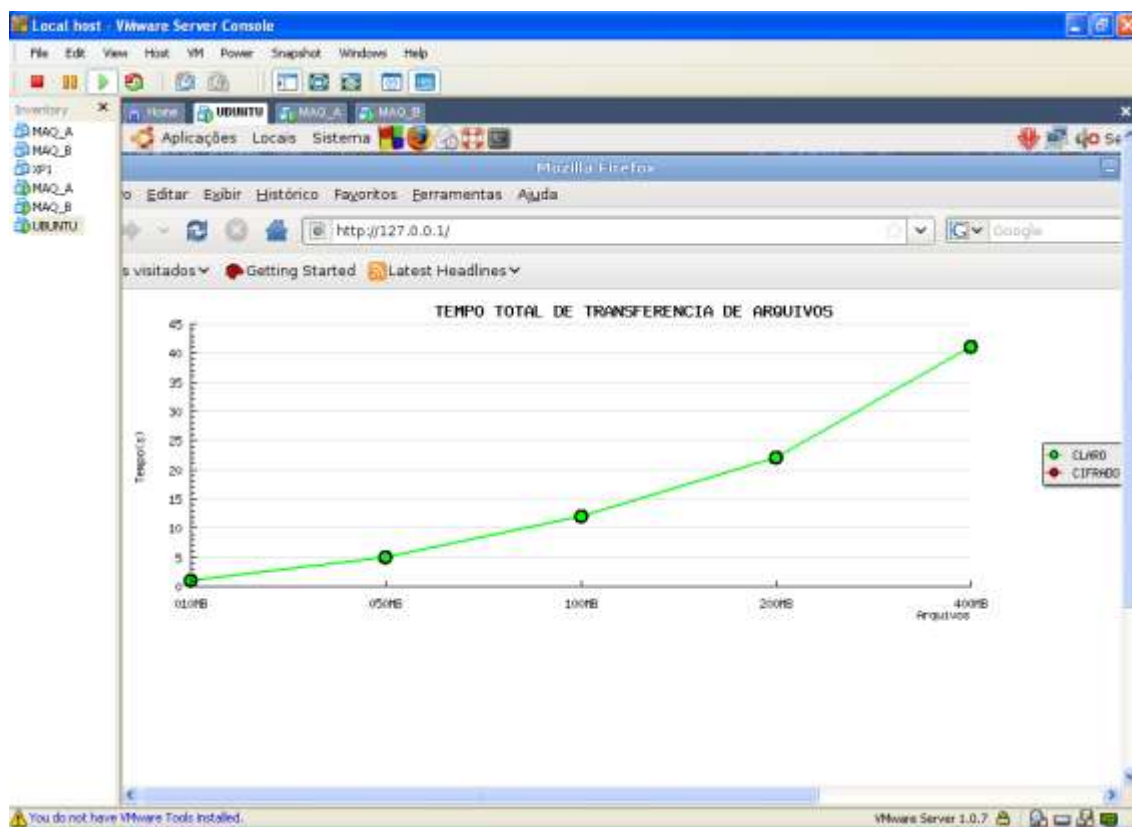 Local host - VMware Server Console
File Edit View Host VM Power Snapshot Windows Help
Inventory
Home UBUNTU MAQ_A MAQ_B
MAQ_A
MAQ_B
XP1
MAQ_A
MAQ_B
UBUNTU
Aplicações Locais Sistema
Mozilla Firefox
Editar Exibir Histórico Favoritos Ferramentas Ajuda
http://127.0.0.1/
Google
s visitados Getting Started Latest Headlines
TEMPO TOTAL DE TRANSFERENCIA DE ARQUIVOS
45
40
35
30
25
20
15
10
5
0
Tempo(s)
010MB 050MB 100MB 200MB 400MB
Arquivos
CLARO
CIFRADO
You do not have VMware Tools installed.
VMware Server 1.0.7